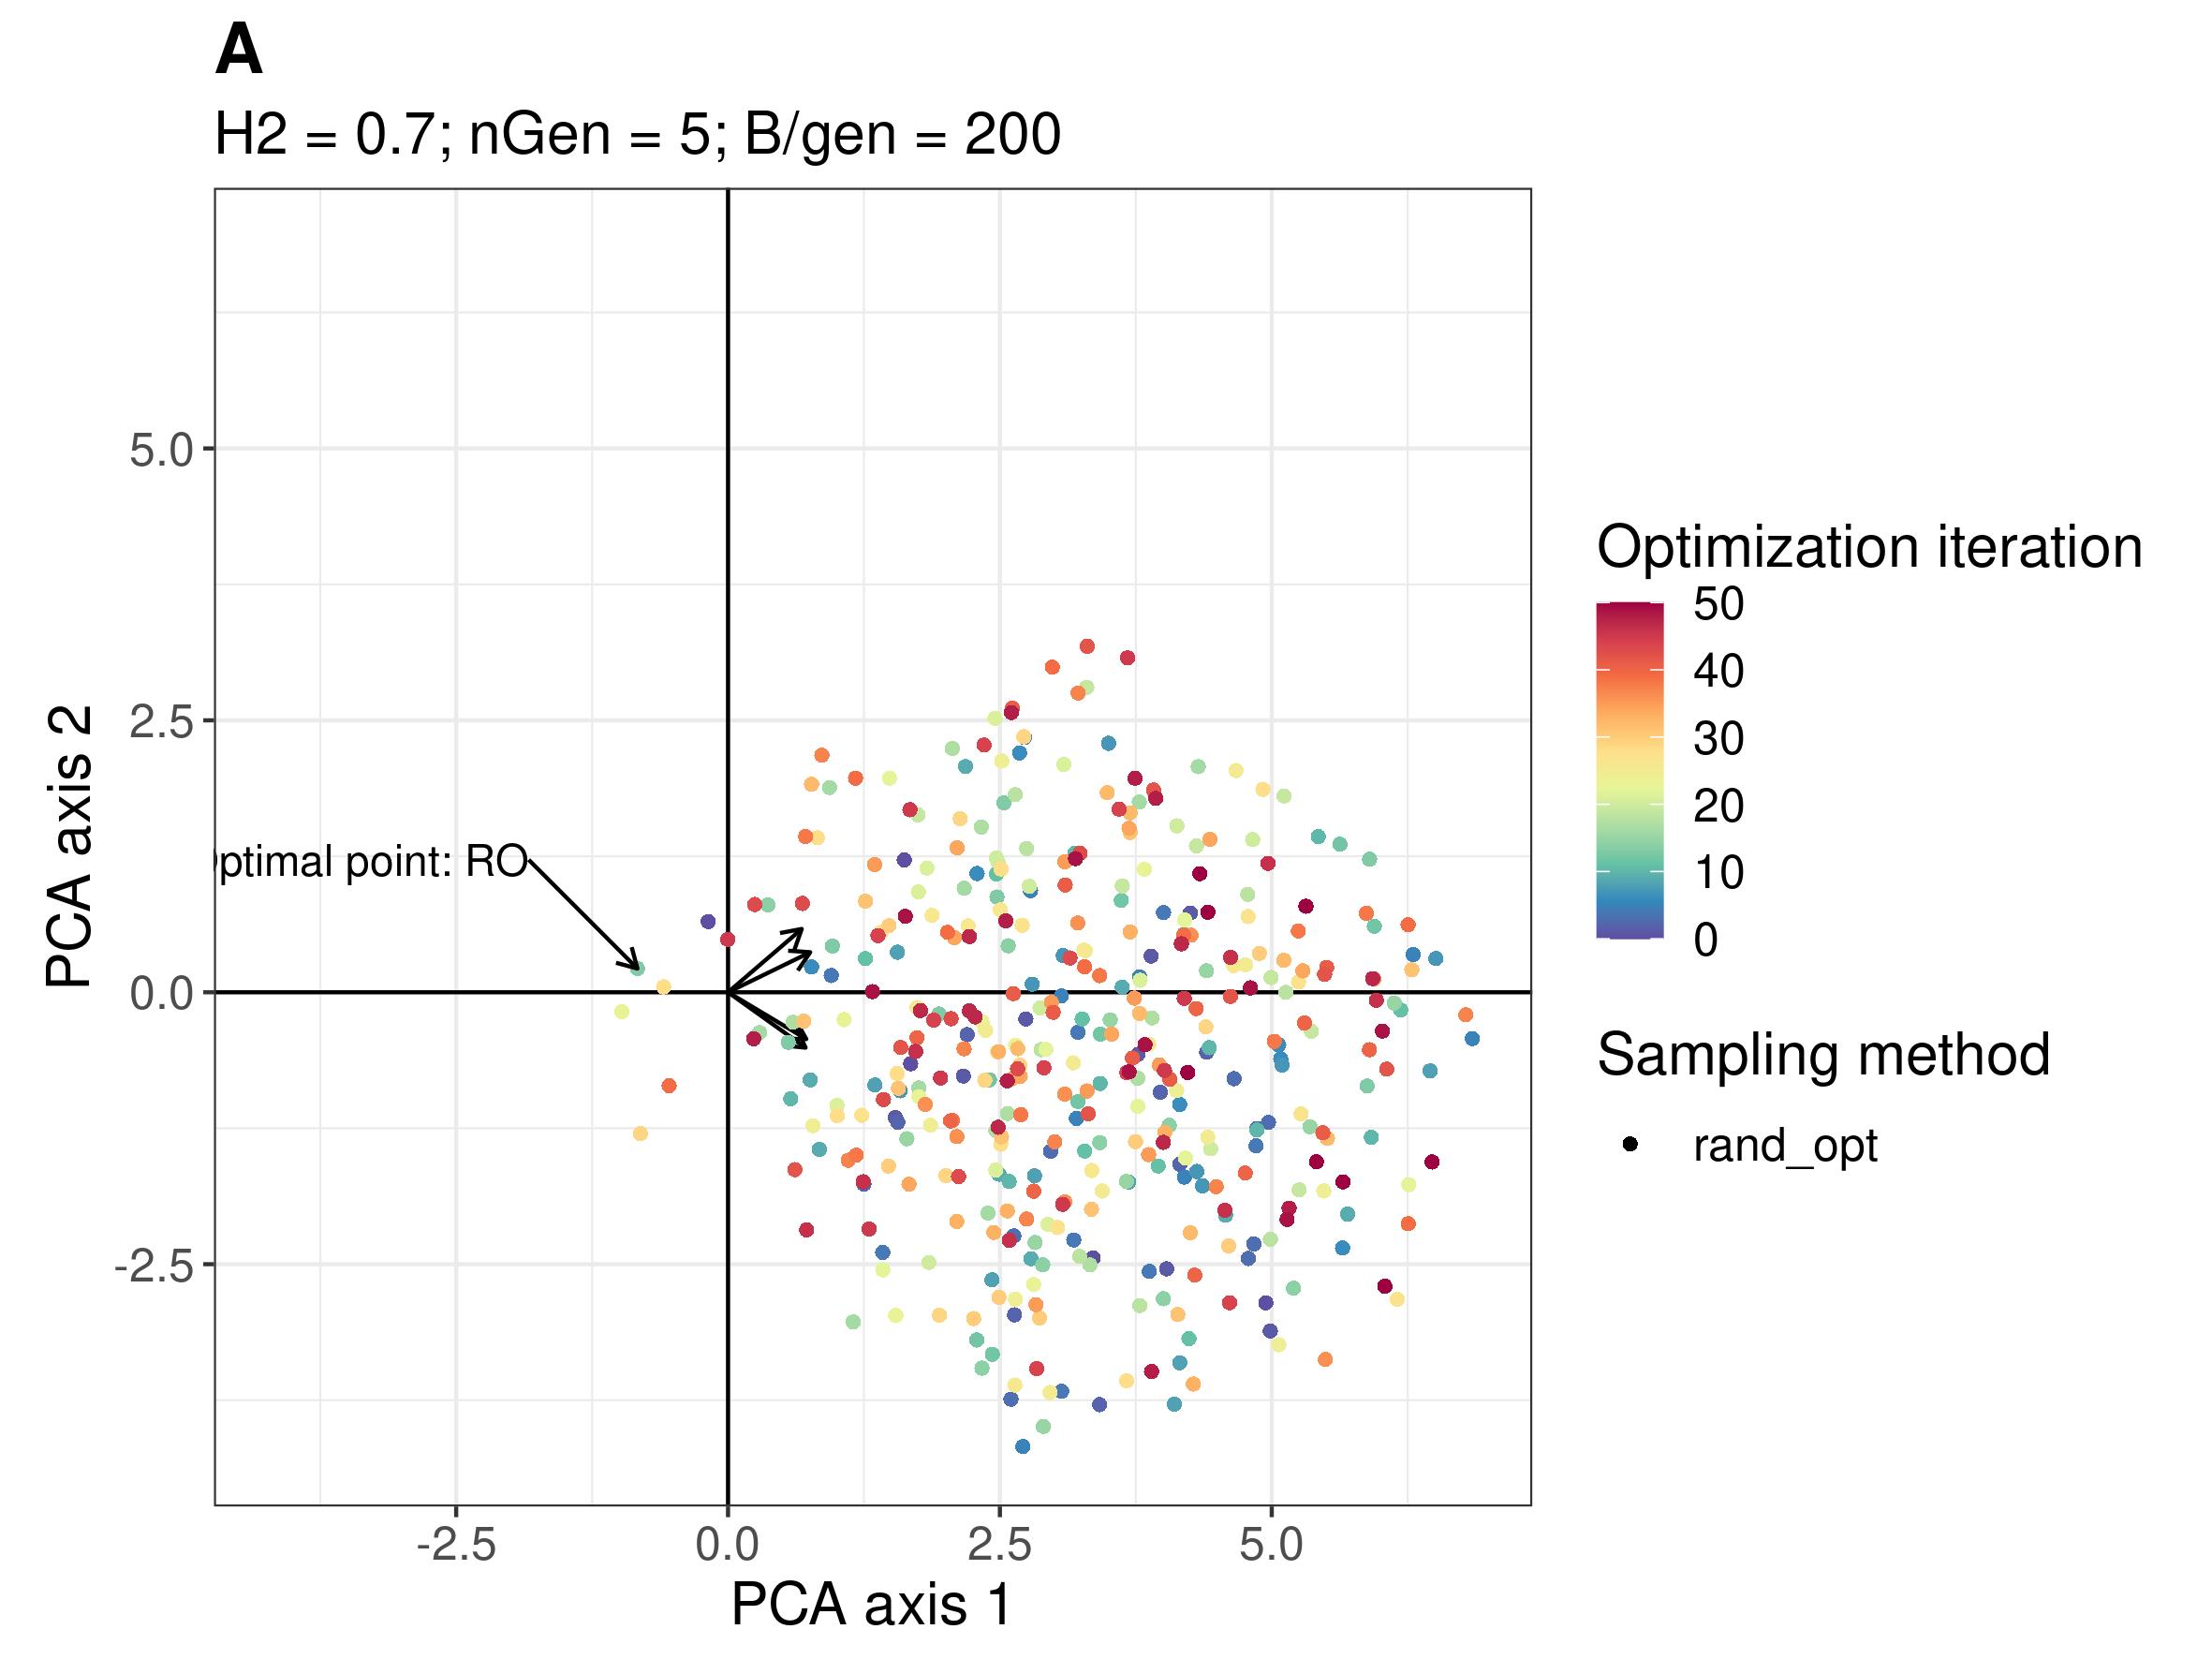 A
H2 = 0.7; nGen = 5; B/gen = 200
PCA axis 2
5.0
2.5
0.0
-2.5
ptimal point: RO
-2.5
0.0
2.5
5.0
PCA axis 1
Optimization iteration
50
40
30
20
10
0
Sampling method
rand_opt